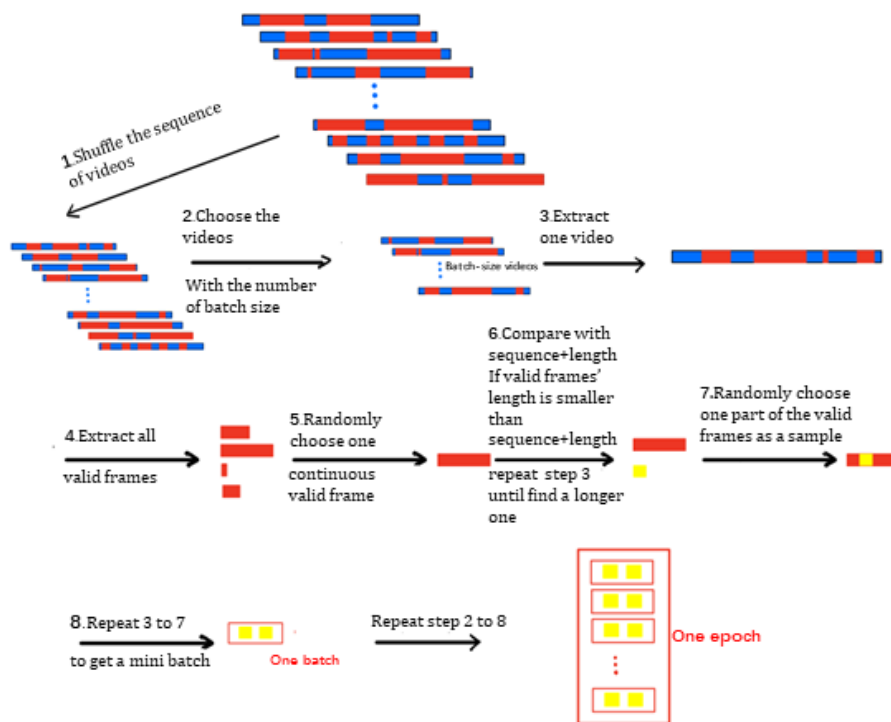 1.Shuffle the sequence
of videos
2.Choose the
videos
With the number
of batch size
Batch-size videos
3.Extract
one video
4.Extract all
valid frames
5.Randomly
choose one
continuous
valid frame
6.Compare with
sequence+length
If valid frames'
length is smaller
than
sequence+length
repeat step 3
until find a longer
one
7.Randomly choose
one part of the valid
frames as a sample
8.Repeat 3 to 7
to get a mini batch
One batch
Repeat step 2 to 8
One epoch